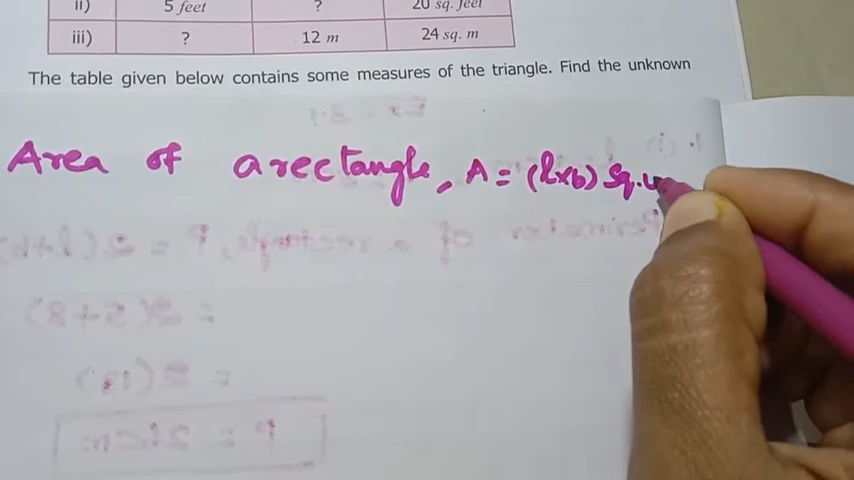 ii) 5 feet ? 20 sq. feet
iii) ? 12 m 24 sq. m
The table given below contains some measures of the triangle. Find the unknown
Area of a rectangle, A = (l×b) Sq.u